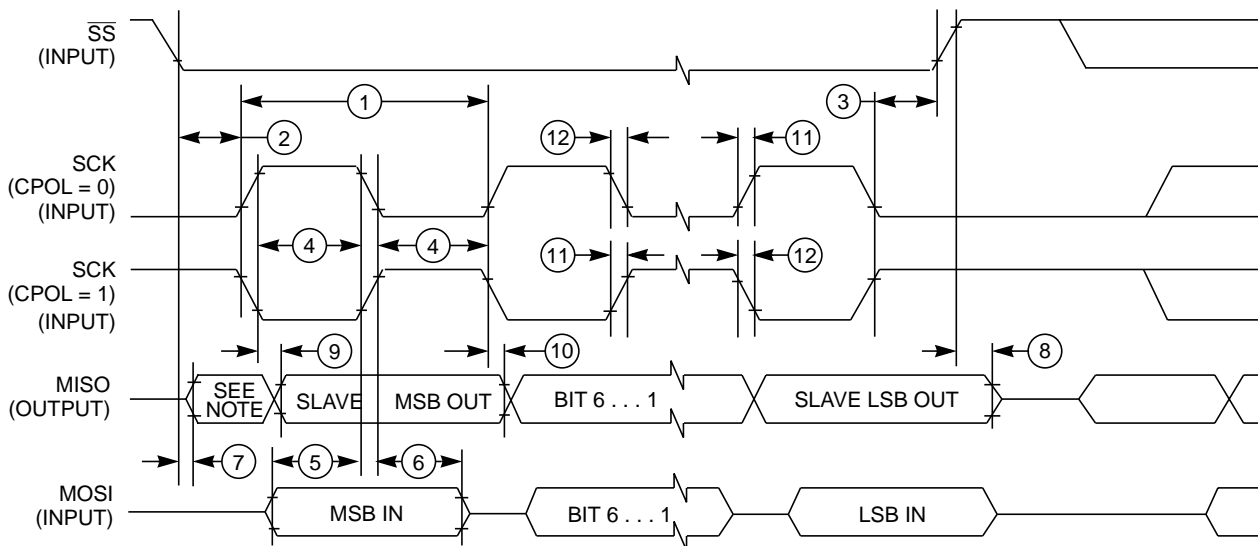 SS
(INPUT)
1
3
2
12
11
SCK
(CPOL = 0)
(INPUT)
4
4
11
12
SCK
(CPOL = 1)
(INPUT)
9
10
8
MISO
(OUTPUT)
SEE
NOTE
SLAVE
MSB OUT
BIT 6 . . . 1
SLAVE LSB OUT
7
5
6
MOSI
(INPUT)
MSB IN
BIT 6 . . . 1
LSB IN